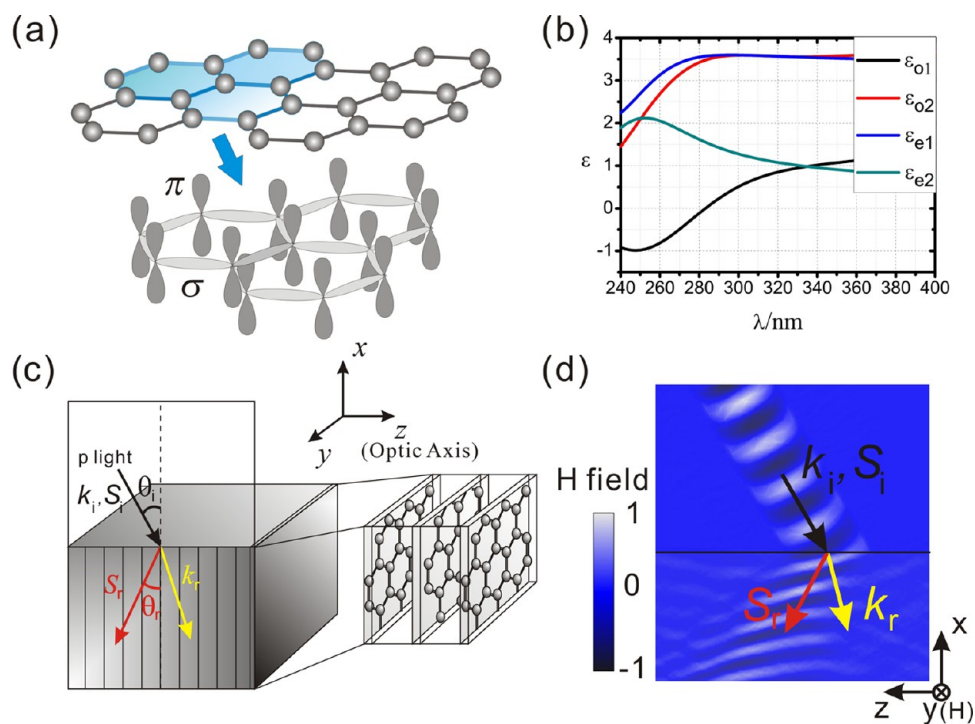 (a)
π
σ
(b)
4
3
2
1
0
-1
ε
240 260 280 300 320 340 360 380 400
λ/nm
εo1
εo2
εe1
εe2
(c)
p light
ki,Si
θi
Sr
θr
kr
x
y
z
(Optic Axis)
(d)
H field
1
0
-1
ki,Si
Sr
kr
x
z
y(H)